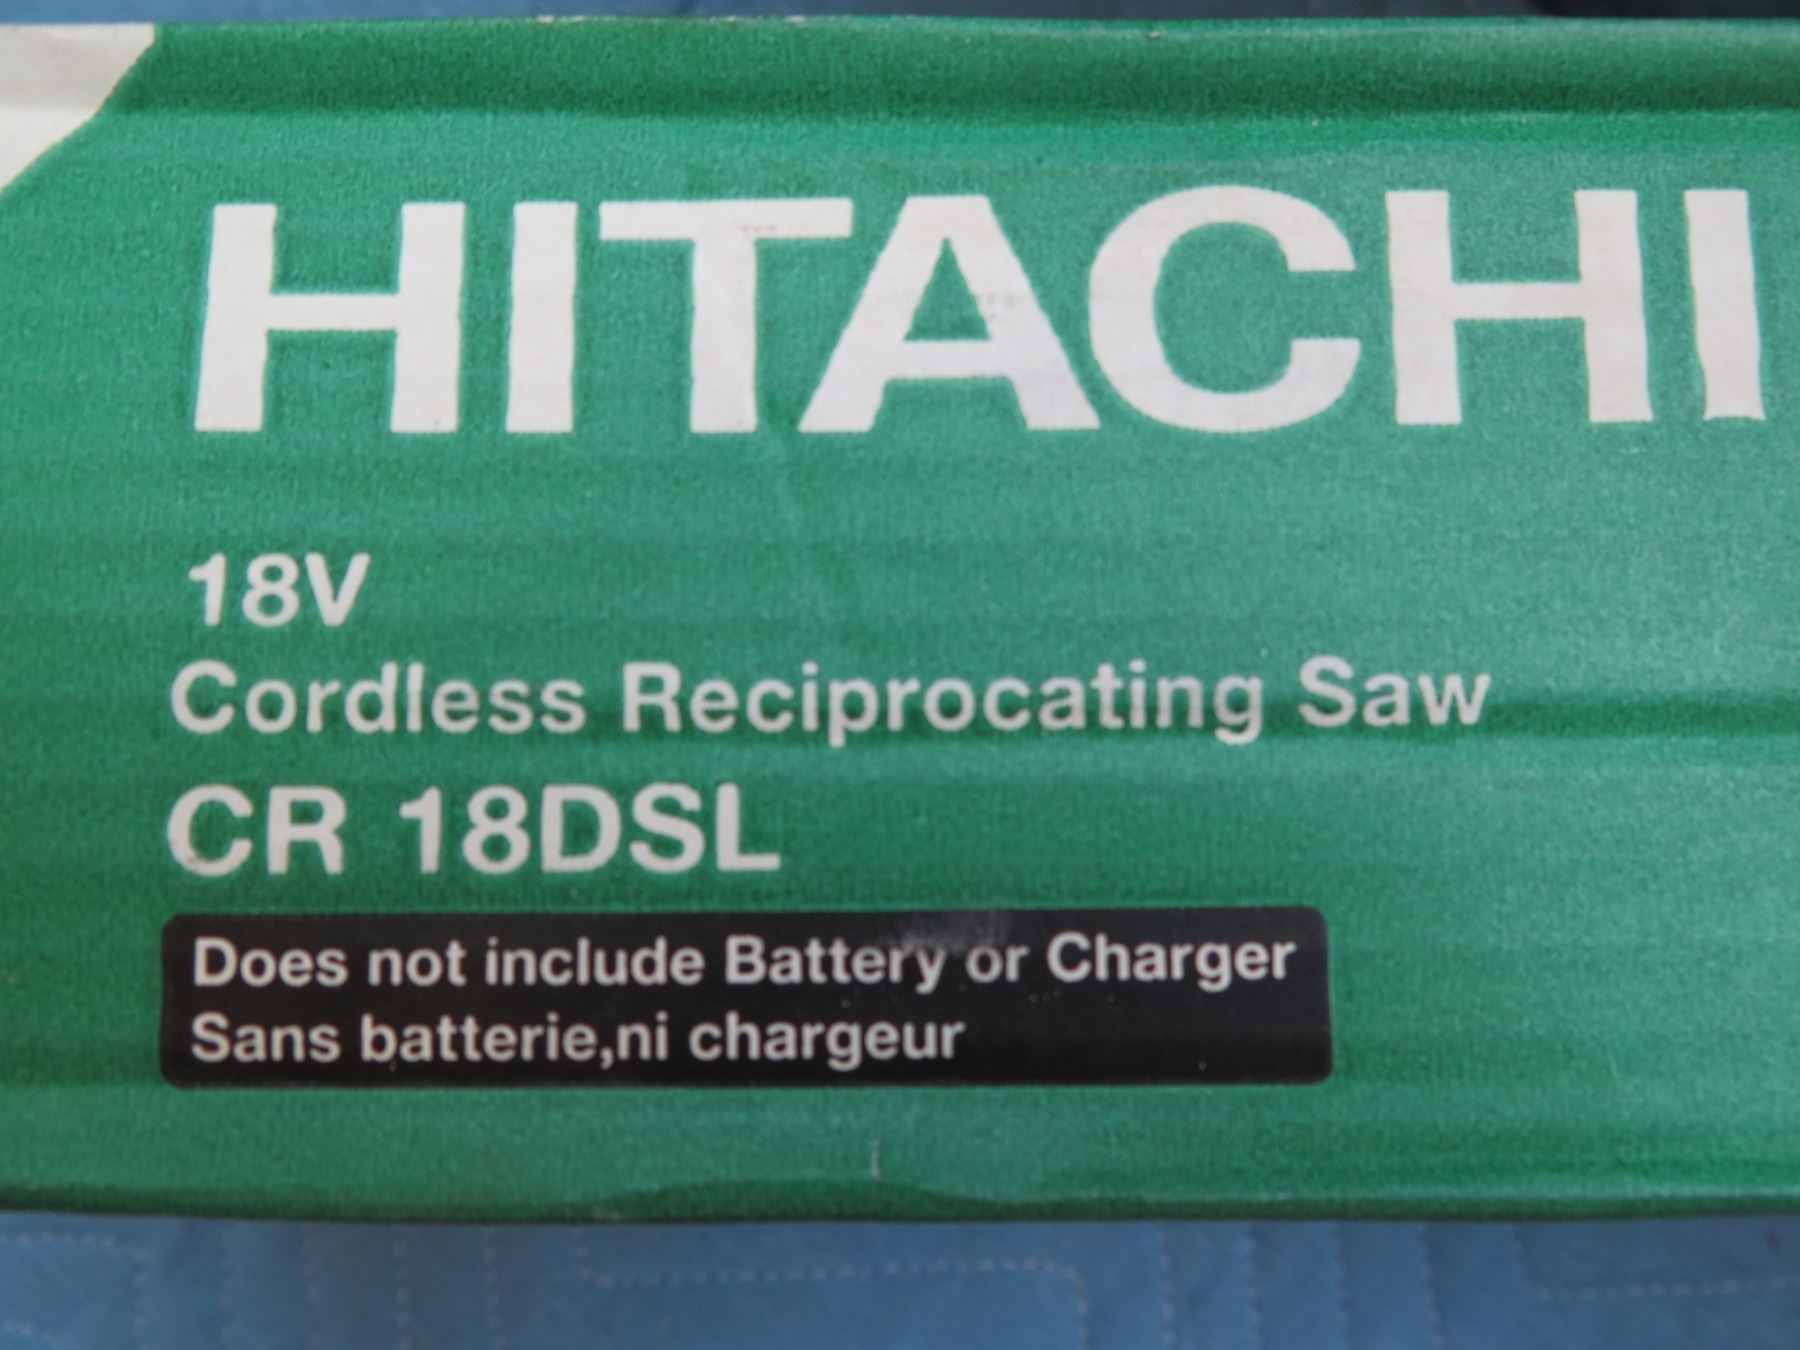 HITACHI
18V
Cordless Reciprocating Saw
CR 18DSL
Does not include Battery or Charger
Sans batterie,ni chargeur